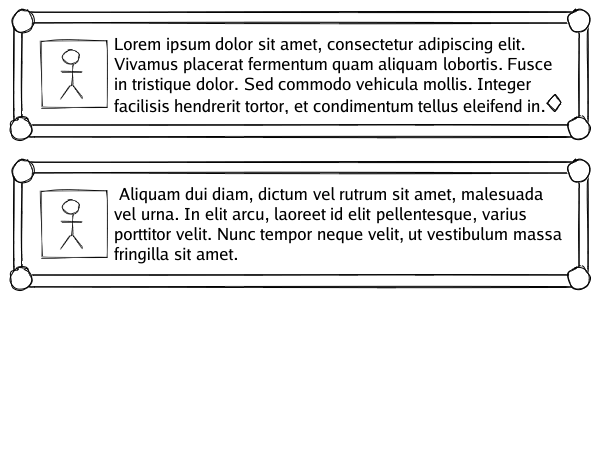 Lorem ipsum dolor sit amet, consectetur adipiscing elit.
Vivamus placerat fermentum quam aliquam lobortis. Fusce
in tristique dolor. Sed commodo vehicula mollis. Integer
facilisis hendrerit tortor, et condimentum tellus eleifend in.
Aliquam dui diam, dictum vel rutrum sit amet, malesuada
vel urna. In elit arcu, laoreet id elit pellentesque, varius
porttitor velit. Nunc tempor neque velit, ut vestibulum massa
fringilla sit amet.